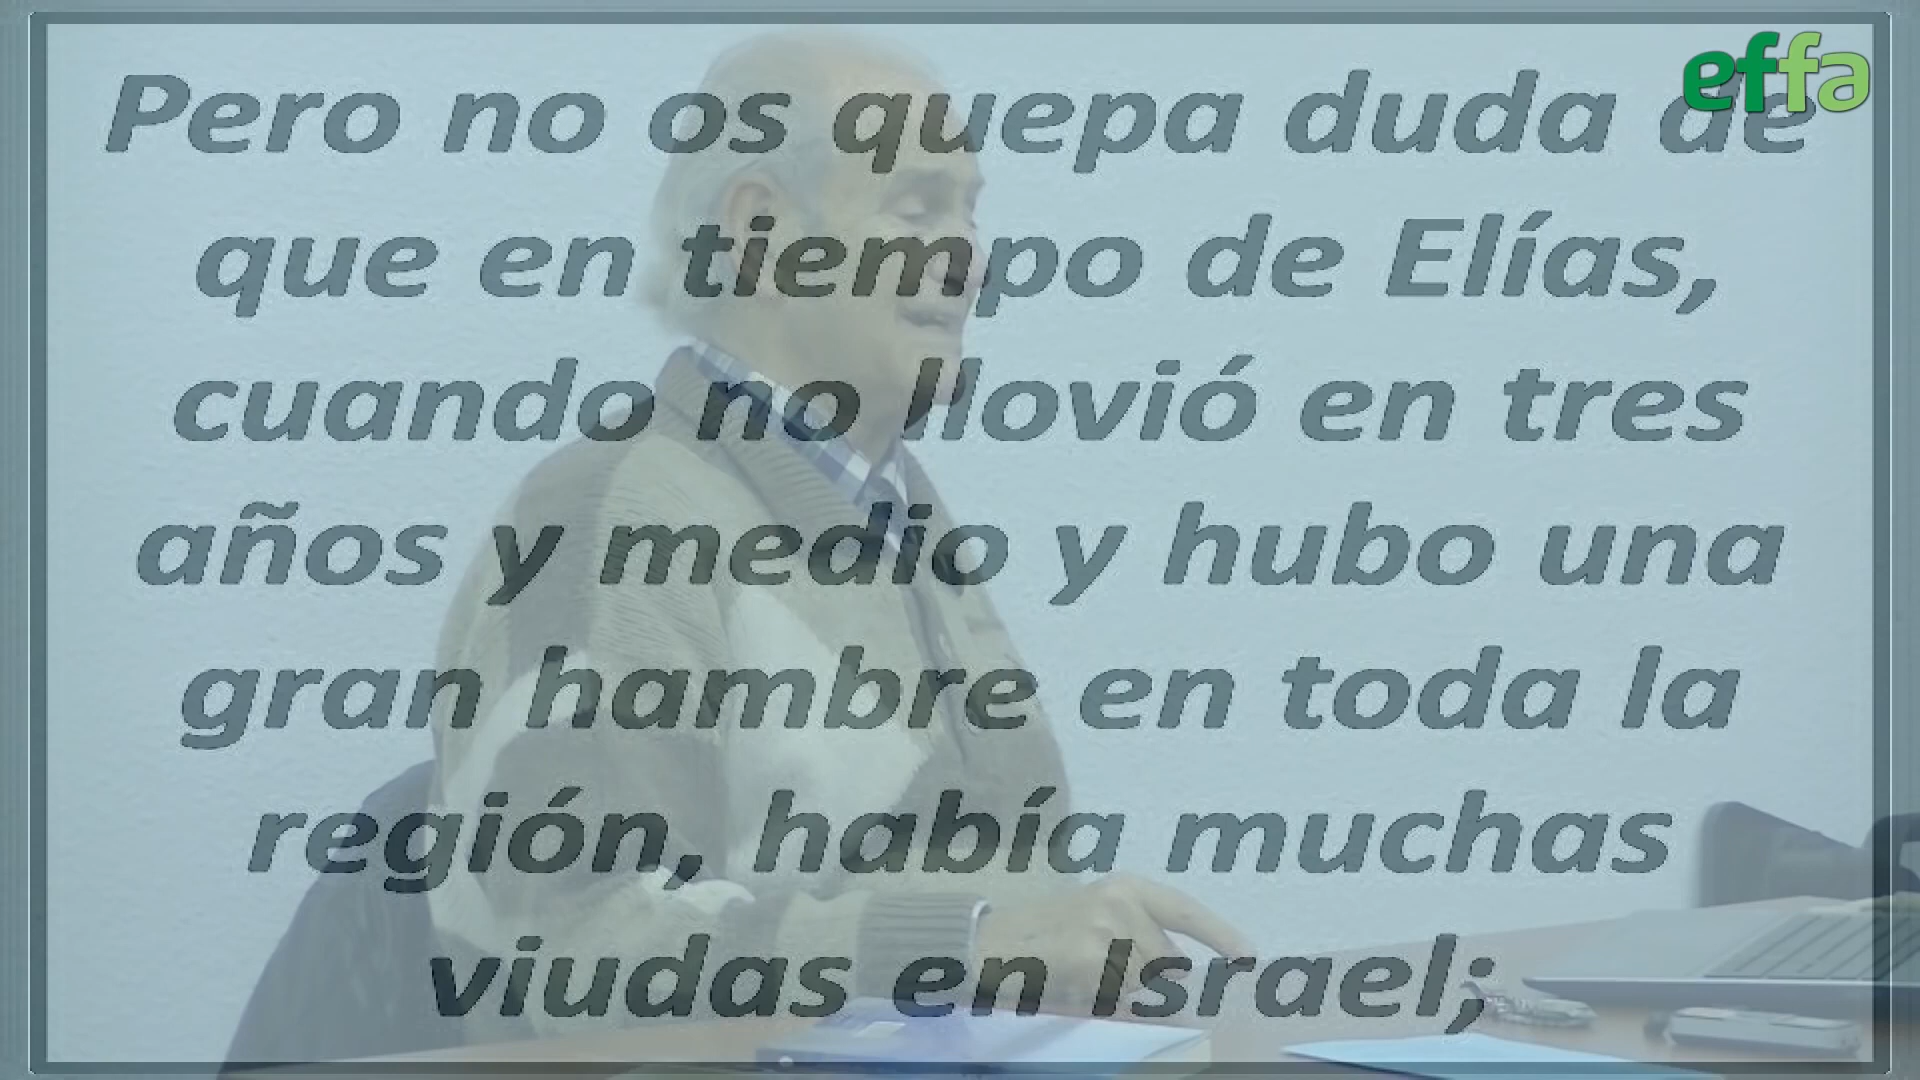 effa
Pero no os quepa duda de
que en tiempo de Elías,
cuando no llovió en tres
años y medio y hubo una
gran hambre en toda la
región, había muchas
viudas en Israel;